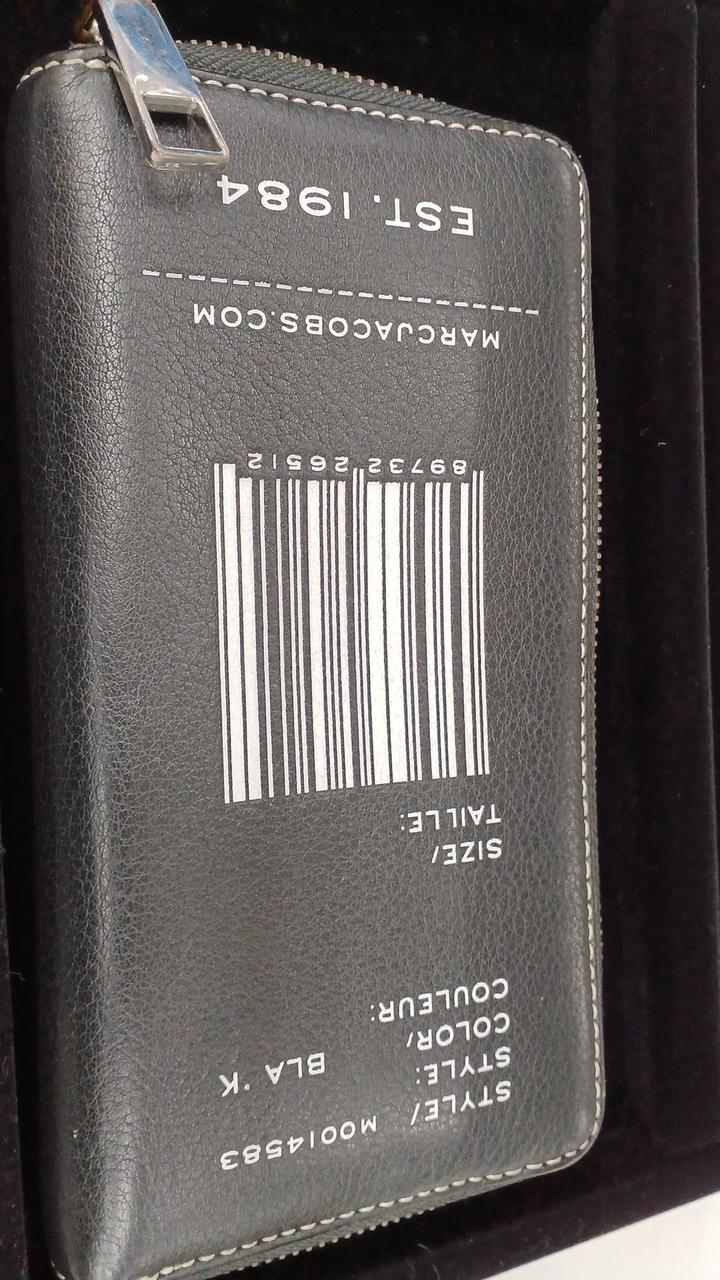 STYLE/ M0014583
STYLE:
COLOR/ BLA K
COULEUR:
SIZE/
TAILLE:
89732 26512
MARCJACOBS.COM
EST. 1984